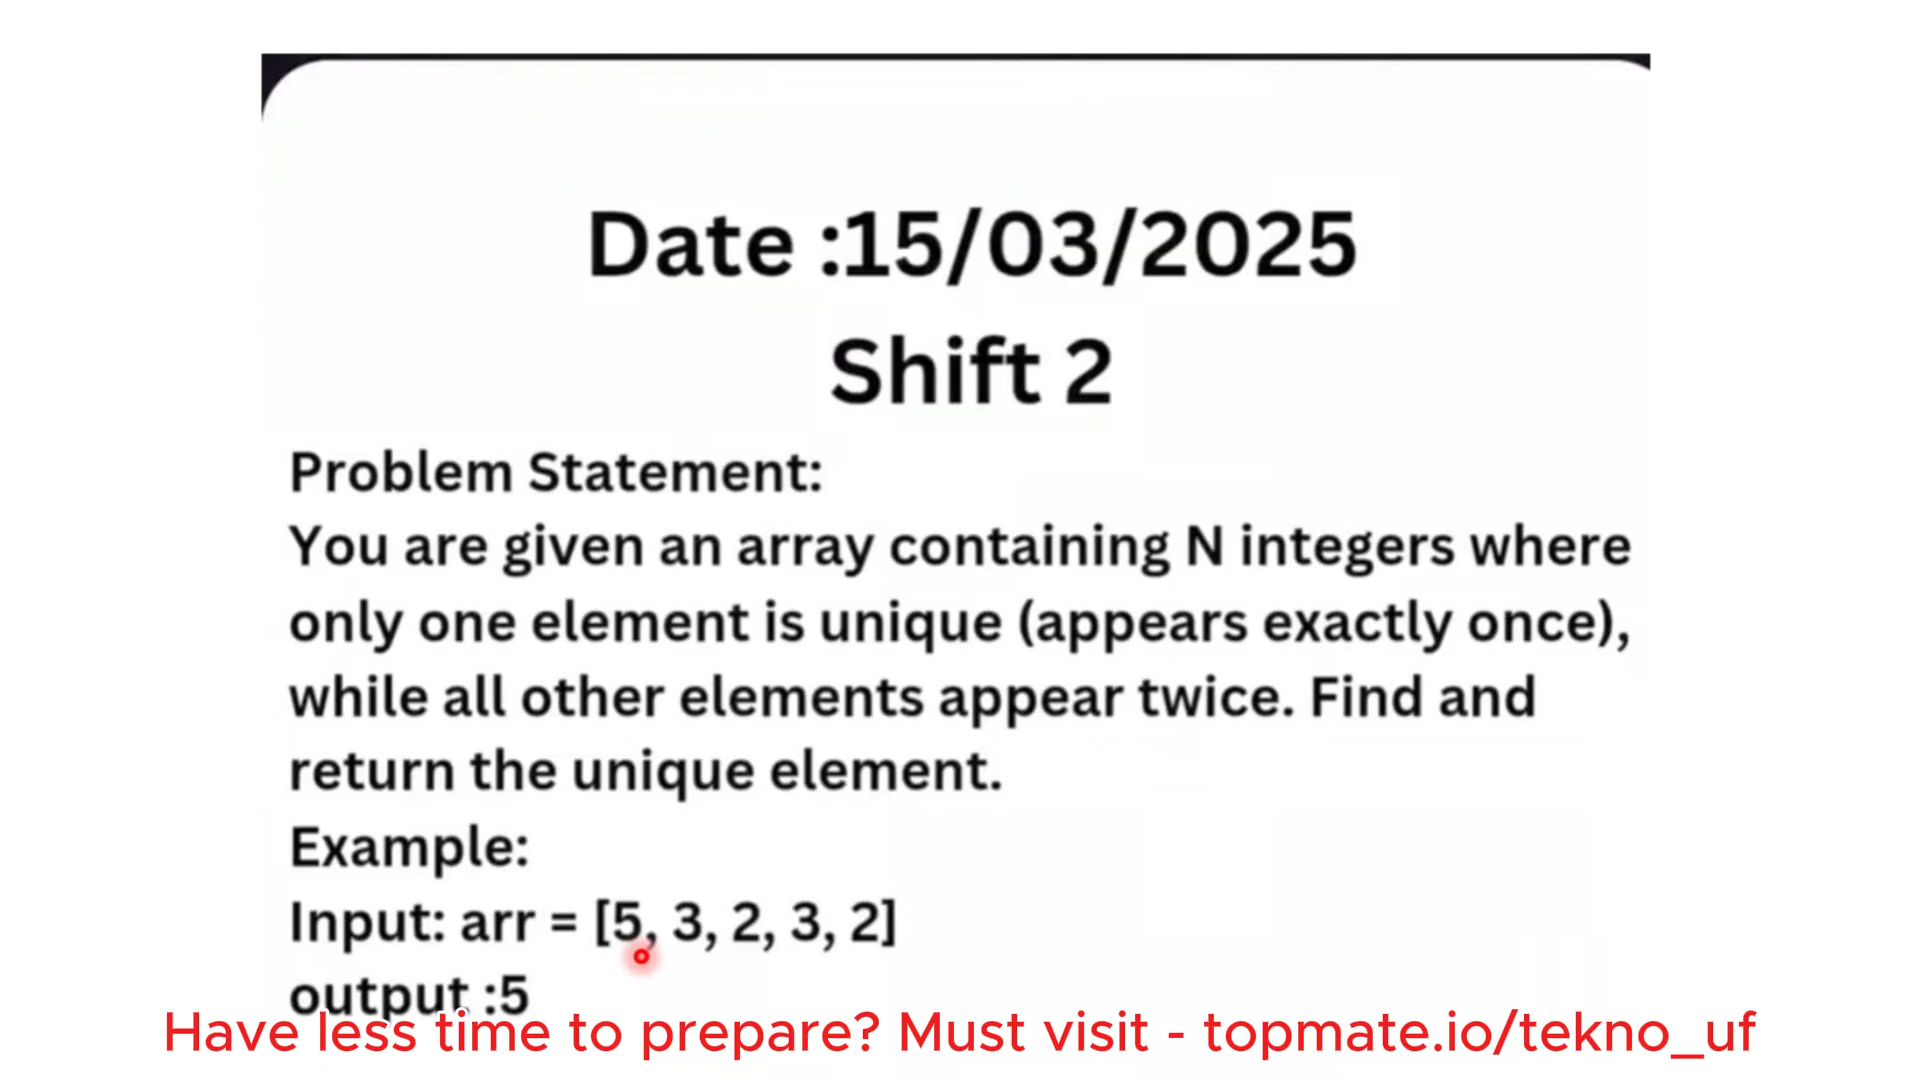 Date :15/03/2025
Shift 2
Problem Statement:
You are given an array containing N integers where
only one element is unique (appears exactly once),
while all other elements appear twice. Find and
return the unique element.
Example:
Input: arr = [5, 3, 2, 3, 2]
output :5
Have less time to prepare? Must visit - topmate.io/tekno_uf